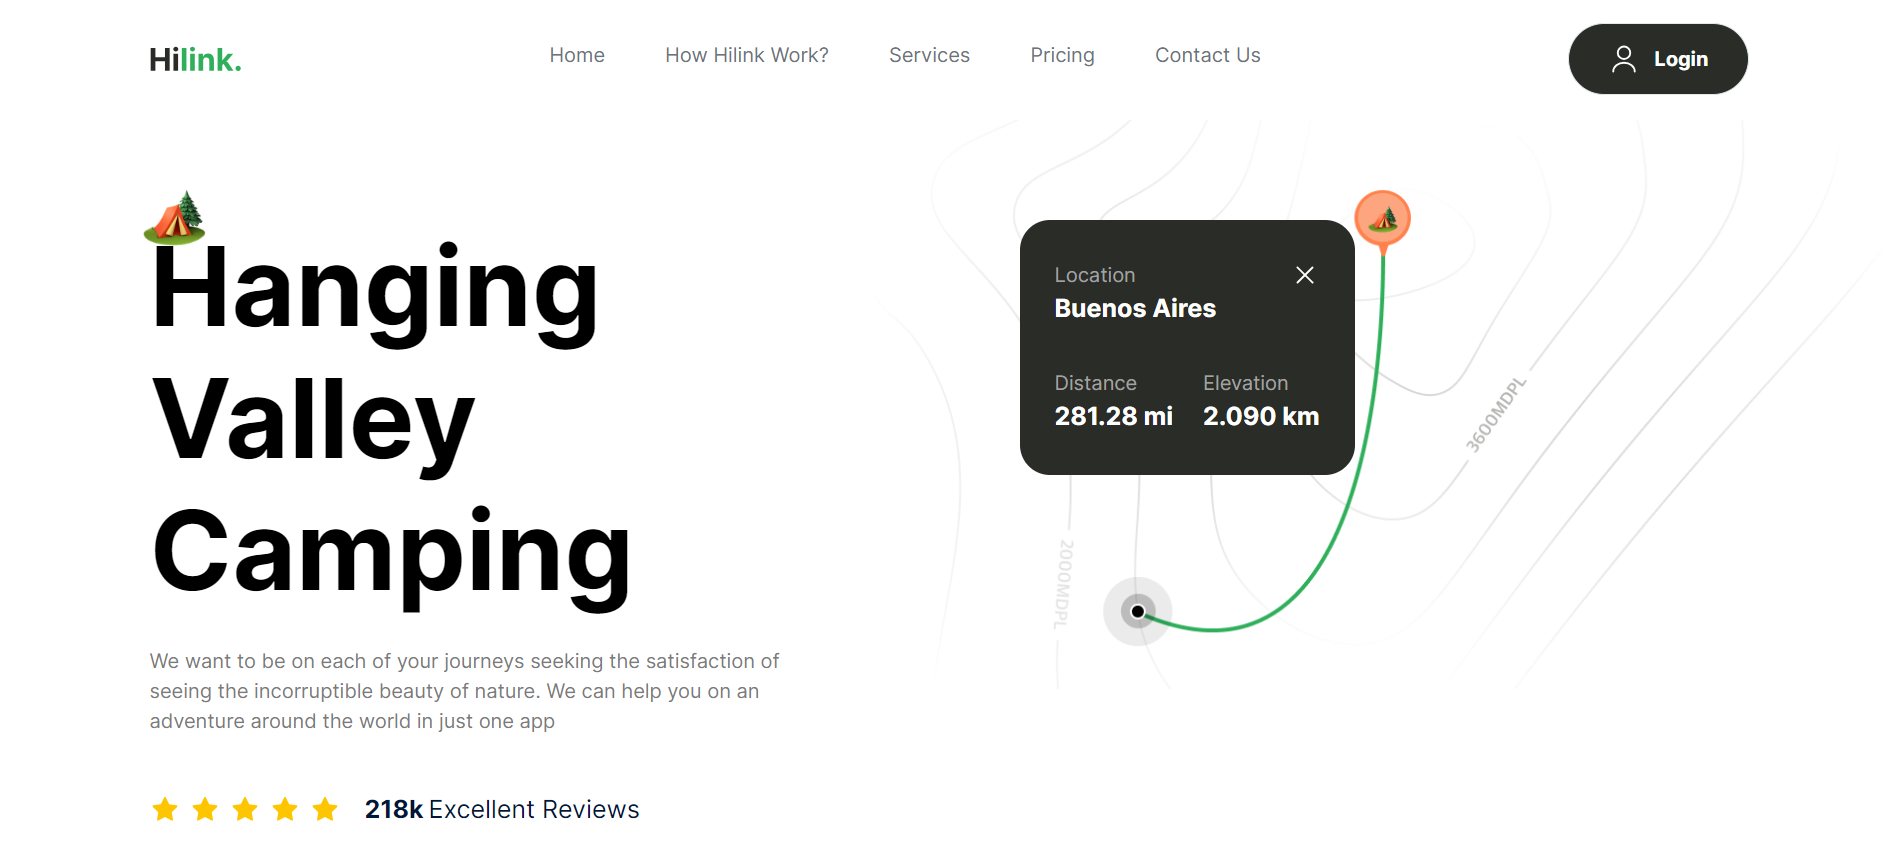 Hilink.
Home
How Hilink Work?
Services
Pricing
Contact Us
Login
Hanging
Valley
Camping
We want to be on each of your journeys seeking the satisfaction of
seeing the incorruptible beauty of nature. We can help you on an
adventure around the world in just one app
218k Excellent Reviews
Location
Buenos Aires
Distance
281.28 mi
Elevation
2.090 km
3600MDPL
2000MDPL